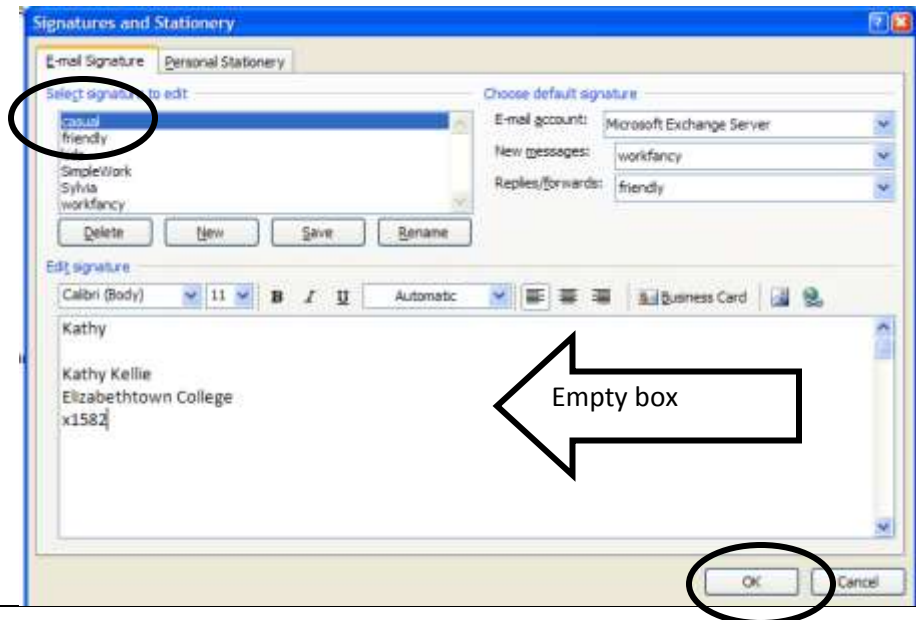 Signatures and Stationery
E-mail Signature Personal Stationery
Select signature to edit
Choose default signature
casual
friendly
SimpleWork
Sylvia
workfancy
E-mail account: Microsoft Exchange Server
New messages: workfancy
Replies/forwards: friendly
Delete New Save Rename
Edit signature
Calibri (Body) 11 B I U Automatic Business Card
Kathy
Kathy Kellie
Elizabethtown College
x1582
Empty box
OK Cancel